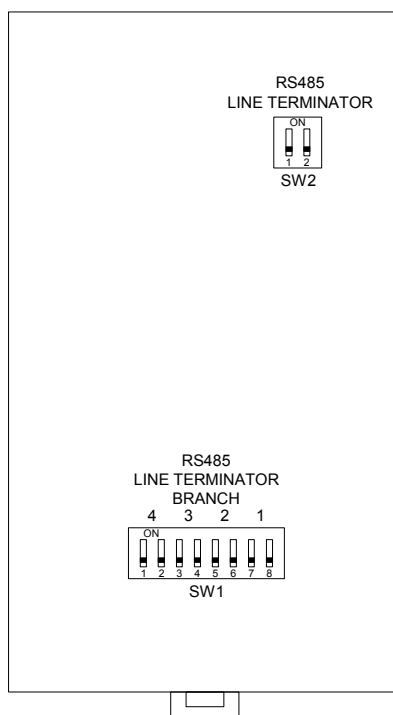 RS485
LINE TERMINATOR
ON
1 2
SW2
RS485
LINE TERMINATOR
BRANCH
4 3 2 1
ON
1 2 3 4 5 6 7 8
SW1